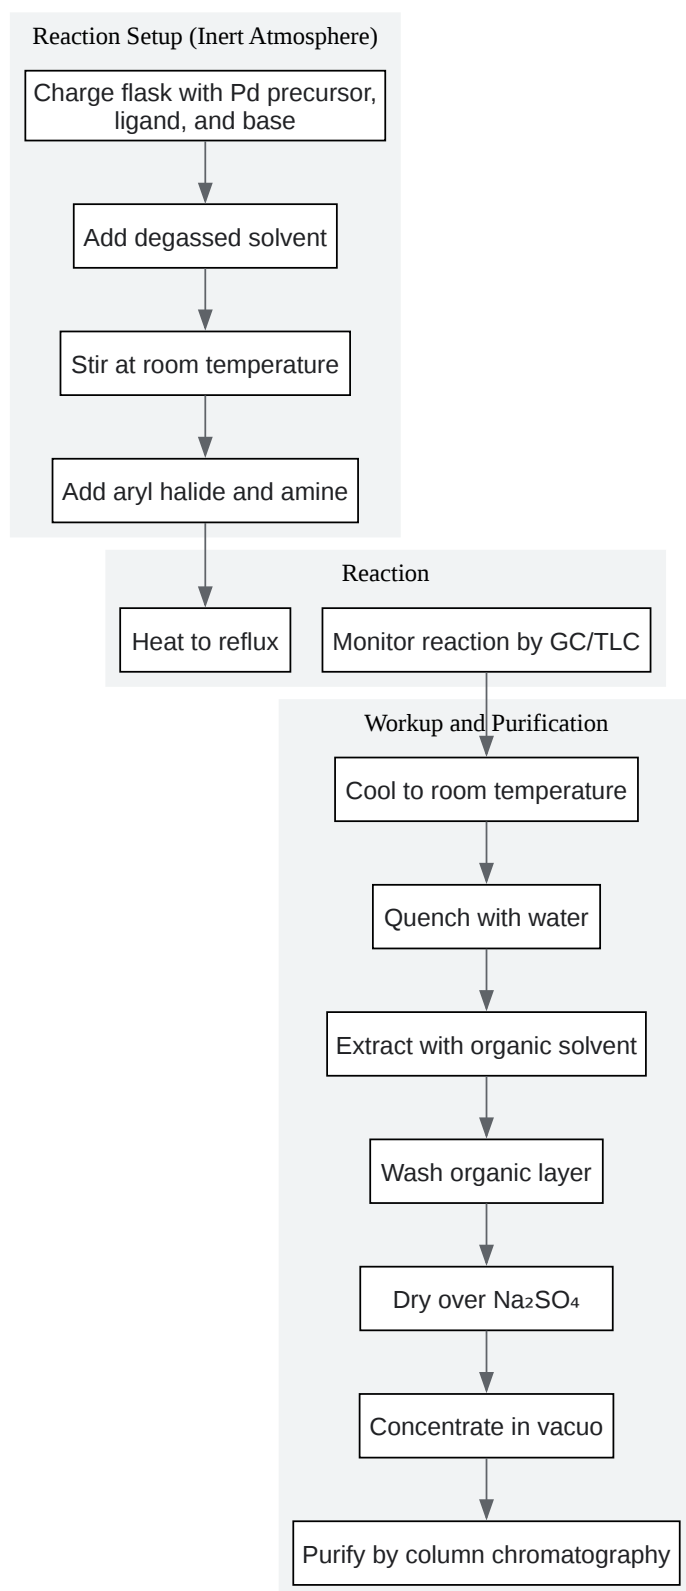 Reaction Setup (Inert Atmosphere)
Charge flask with Pd precursor,
ligand, and base
Add degassed solvent
Stir at room temperature
Add aryl halide and amine
Reaction
Heat to reflux
Monitor reaction by GC/TLC
Workup and Purification
Cool to room temperature
Quench with water
Extract with organic solvent
Wash organic layer
Dry over Na₂SO₄
Concentrate in vacuo
Purify by column chromatography